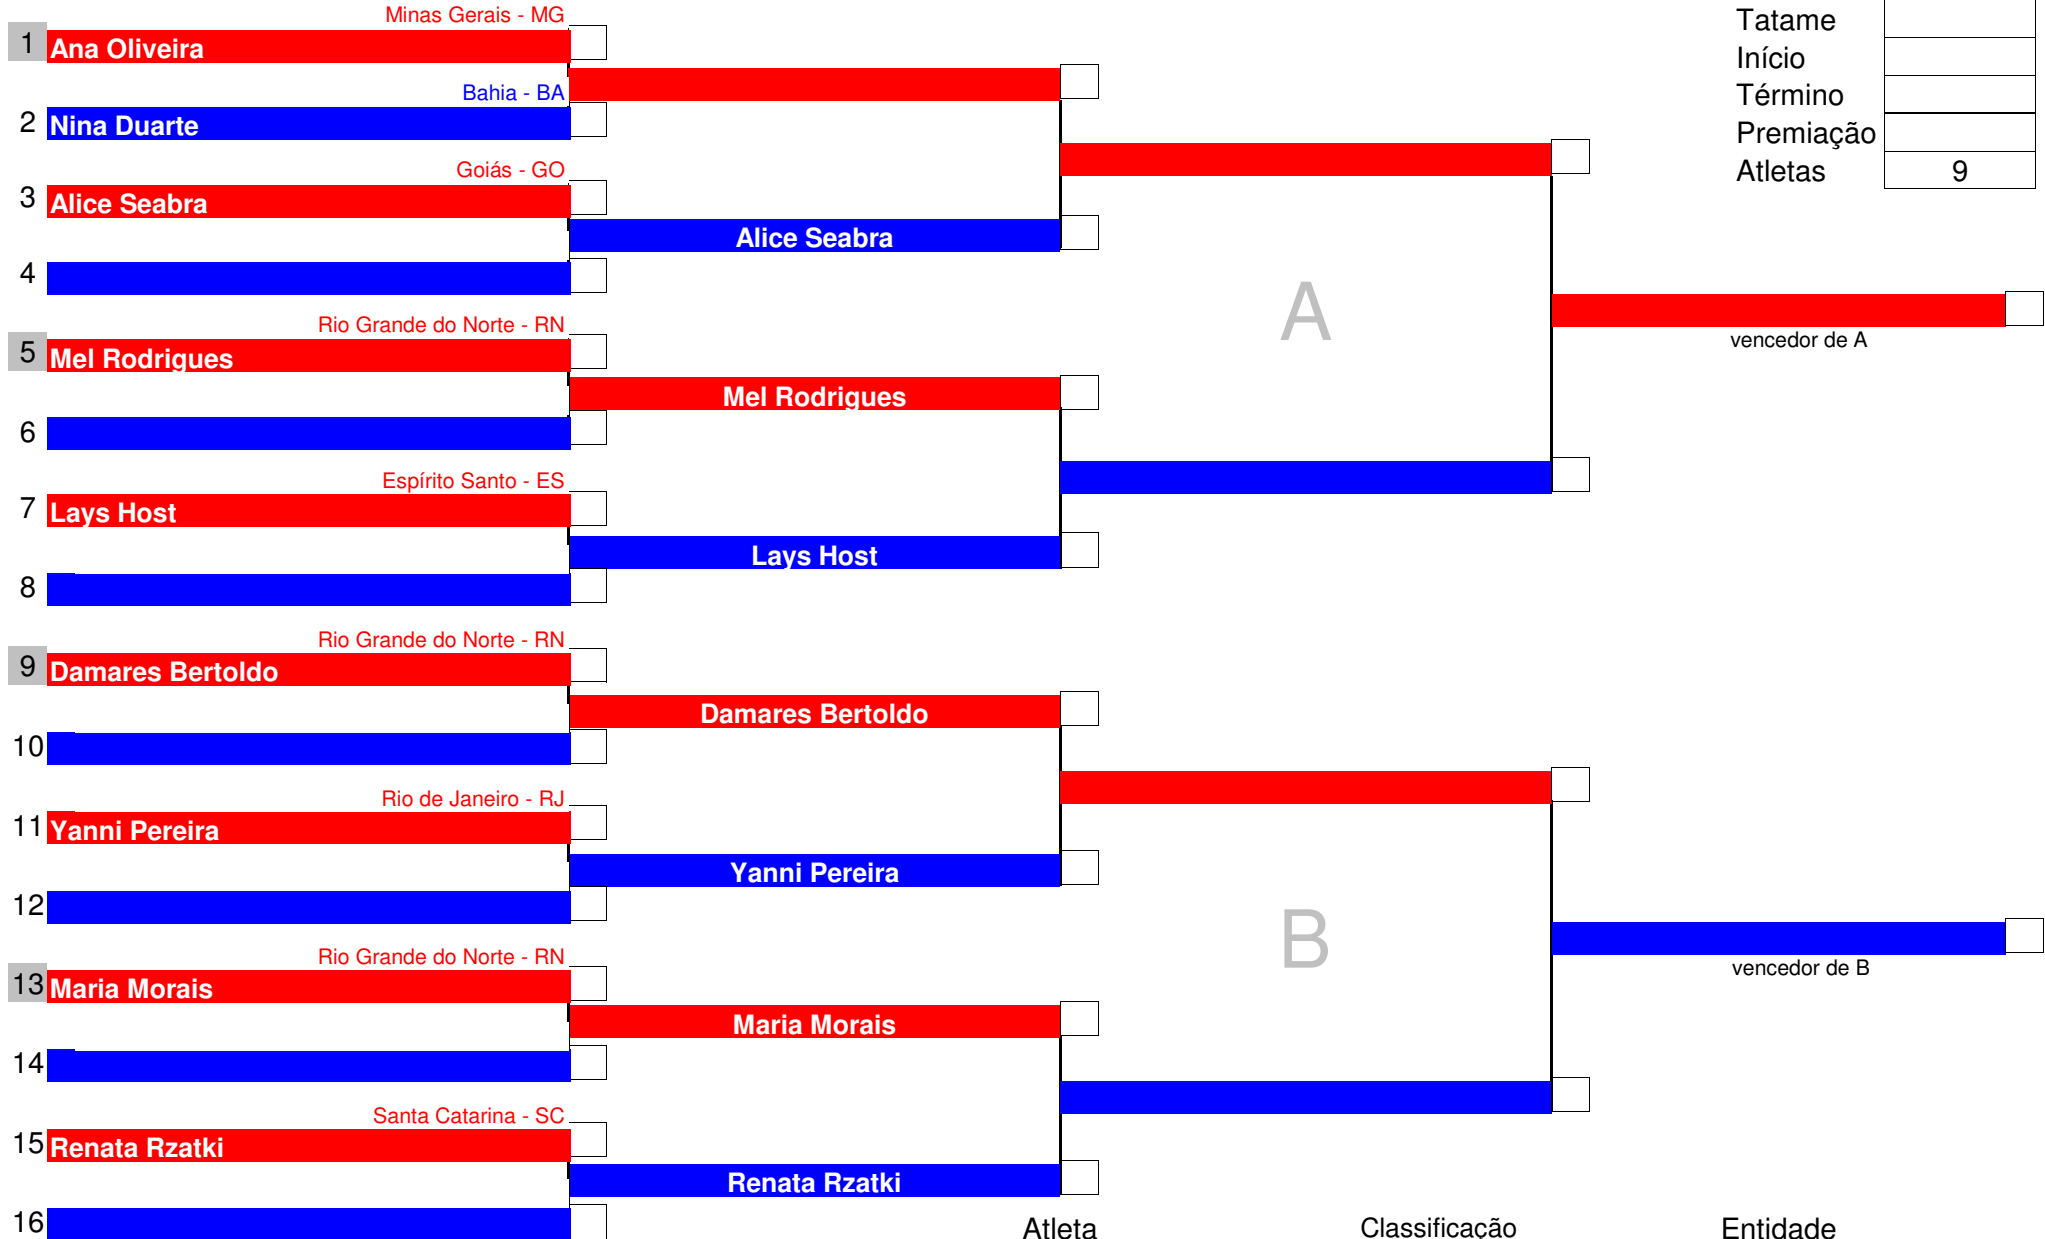 Minas Gerais - MG
1 Ana Oliveira
Bahia - BA
2 Nina Duarte
Goiás - GO
3 Alice Seabra
Alice Seabra
4
Rio Grande do Norte - RN
5 Mel Rodrigues
Mel Rodrigues
6
Espírito Santo - ES
7 Lays Host
Lays Host
8
Rio Grande do Norte - RN
9 Damares Bertoldo
Damares Bertoldo
10
Rio de Janeiro - RJ
11 Yanni Pereira
Yanni Pereira
12
Rio Grande do Norte - RN
13 Maria Morais
Maria Morais
14
Santa Catarina - SC
15 Renata Rzatki
Renata Rzatki
16
A
B
Tatame
Início
Término
Premiação
Atletas 9
vencedor de A
vencedor de B
Atleta Classificação Entidade